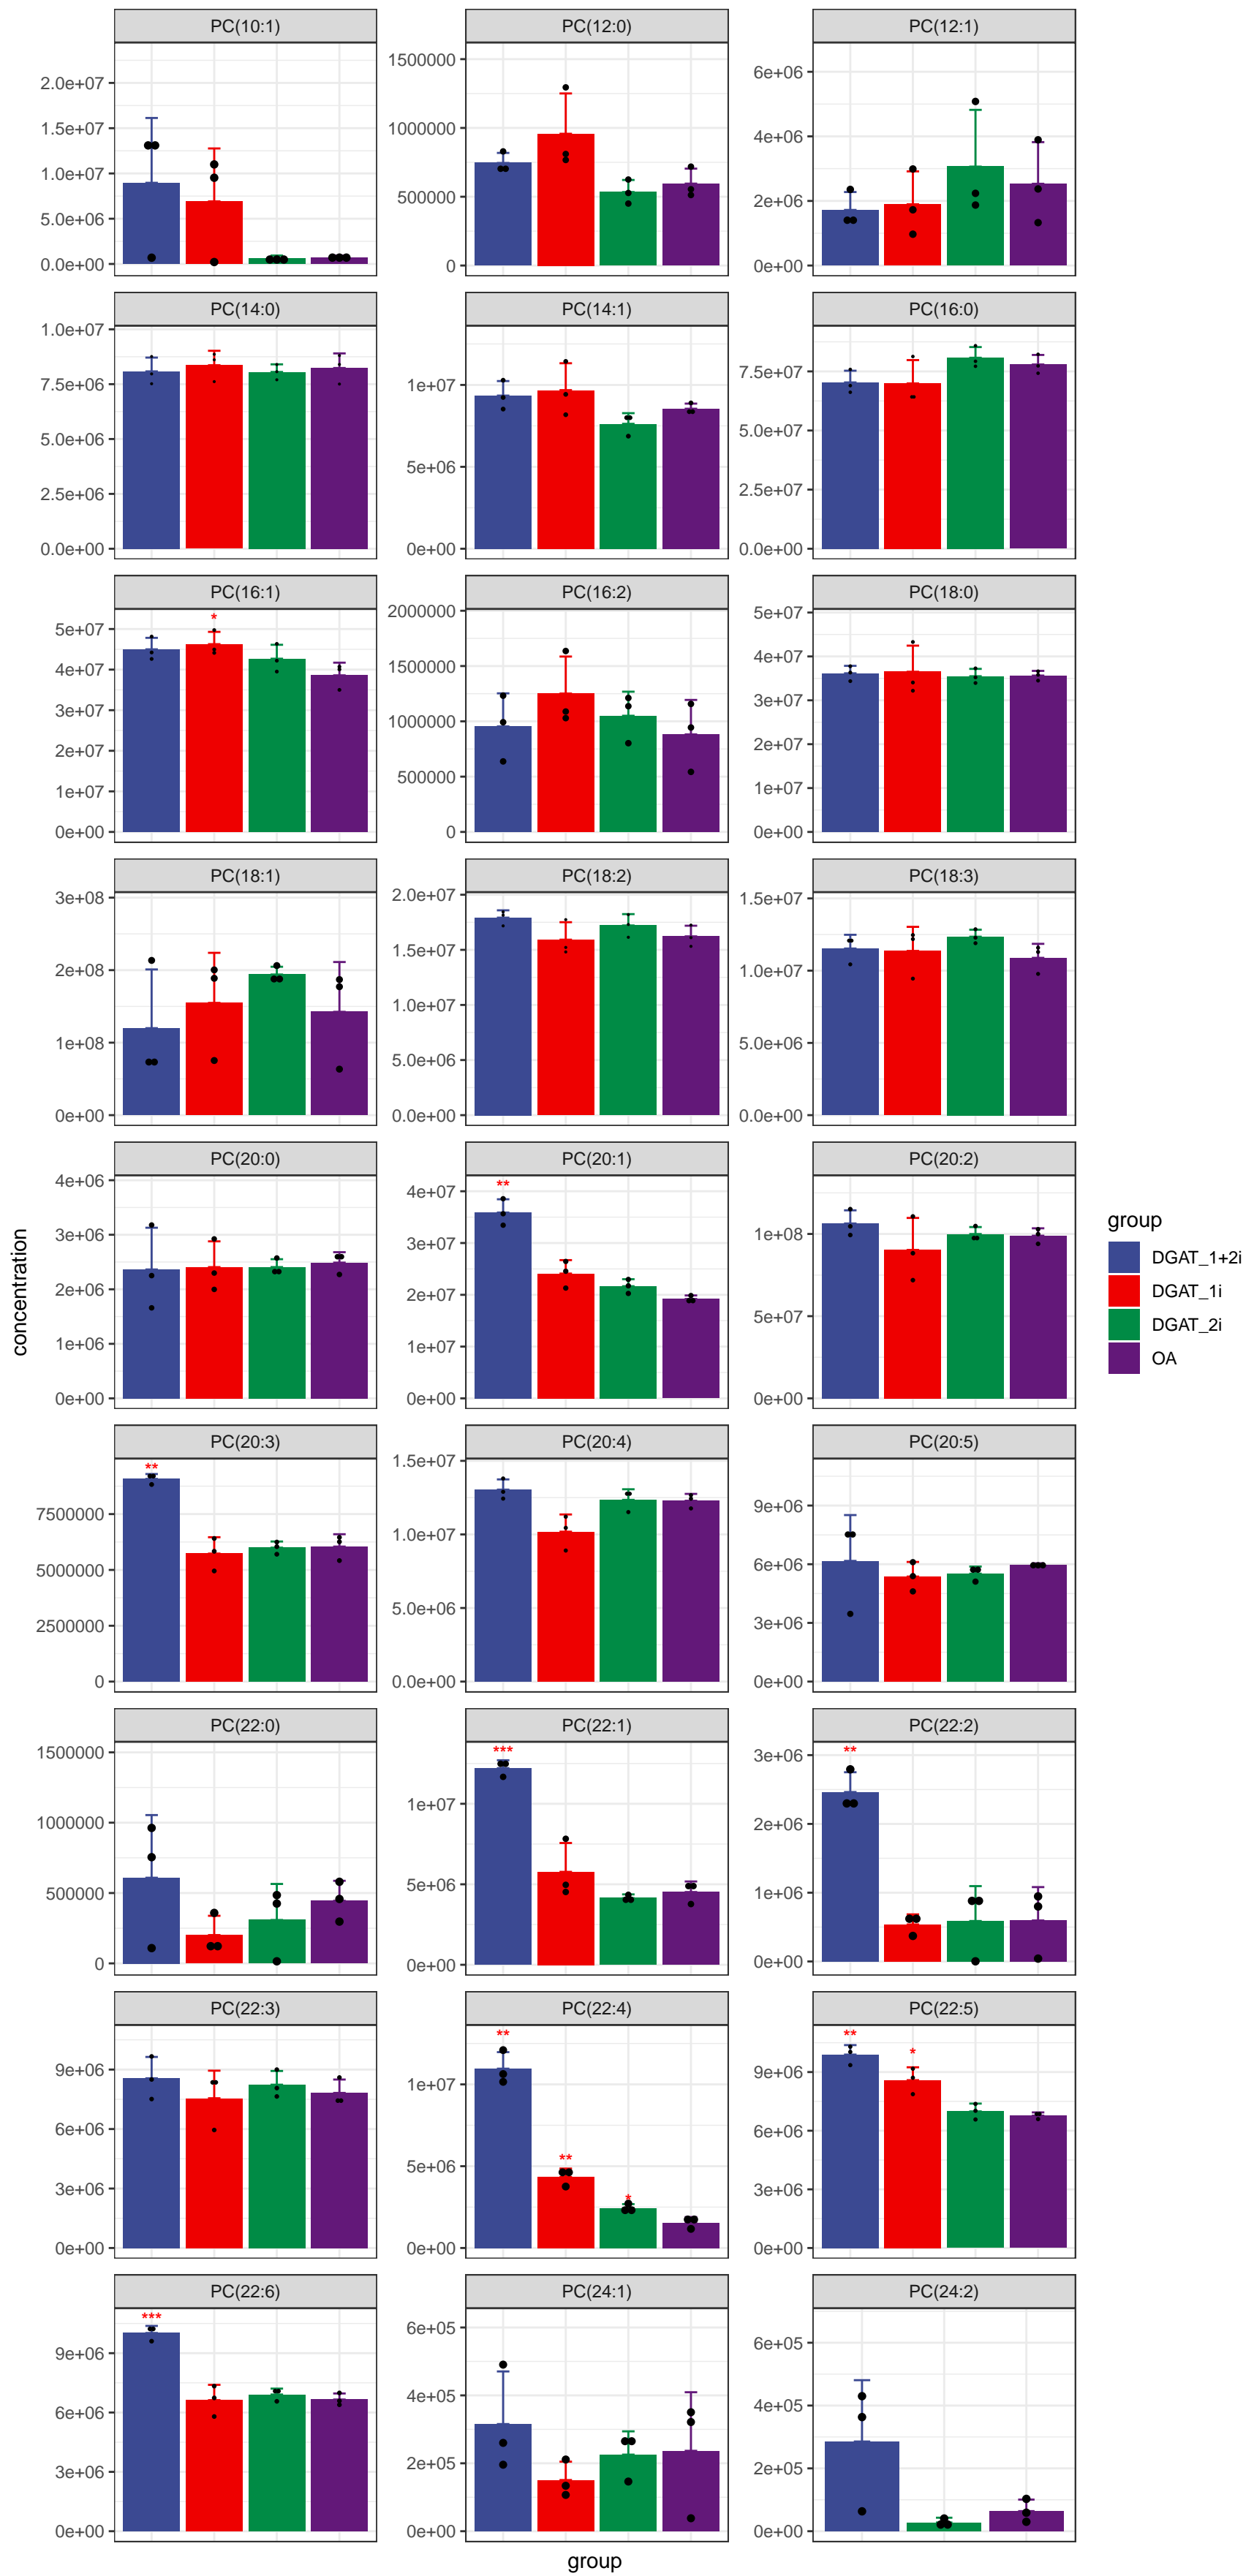 PC(10:1) PC(12:0) PC(12:1)
2.0e+07 1.5e+07 1.0e+07 5.0e+06 0.0e+00
1500000 1000000 500000 0
6e+06 4e+06 2e+06 0e+00
PC(14:0) PC(14:1) PC(16:0)
1.0e+07 7.5e+06 5.0e+06 2.5e+06 0.0e+00
1e+07 5e+06 0e+00
7.5e+07 5.0e+07 2.5e+07 0.0e+00
PC(16:1) PC(16:2) PC(18:0)
*
5e+07 4e+07 3e+07 2e+07 1e+07 0e+00
2000000 1500000 1000000 500000 0
5e+07 4e+07 3e+07 2e+07 1e+07 0e+00
PC(18:1) PC(18:2) PC(18:3)
3e+08 2e+08 1e+08 0e+00
2.0e+07 1.5e+07 1.0e+07 5.0e+06 0.0e+00
1.5e+07 1.0e+07 5.0e+06 0.0e+00
PC(20:0) PC(20:1) PC(20:2)
**
4e+06 3e+06 2e+06 1e+06 0e+00
4e+07 3e+07 2e+07 1e+07 0e+00
1e+08 5e+07 0e+00
PC(20:3) PC(20:4) PC(20:5)
**
7500000 5000000 2500000 0
1.5e+07 1.0e+07 5.0e+06 0.0e+00
9e+06 6e+06 3e+06 0e+00
PC(22:0) PC(22:1) PC(22:2)
*** **
1500000 1000000 500000 0
1e+07 5e+06 0e+00
3e+06 2e+06 1e+06 0e+00
PC(22:3) PC(22:4) PC(22:5)
** ** * ** *
9e+06 6e+06 3e+06 0e+00
1e+07 5e+06 0e+00
9e+06 6e+06 3e+06 0e+00
PC(22:6) PC(24:1) PC(24:2)
***
9e+06 6e+06 3e+06 0e+00
6e+05 4e+05 2e+05 0e+00
6e+05 4e+05 2e+05 0e+00
concentration
group
group
DGAT_1+2i
DGAT_1i
DGAT_2i
OA